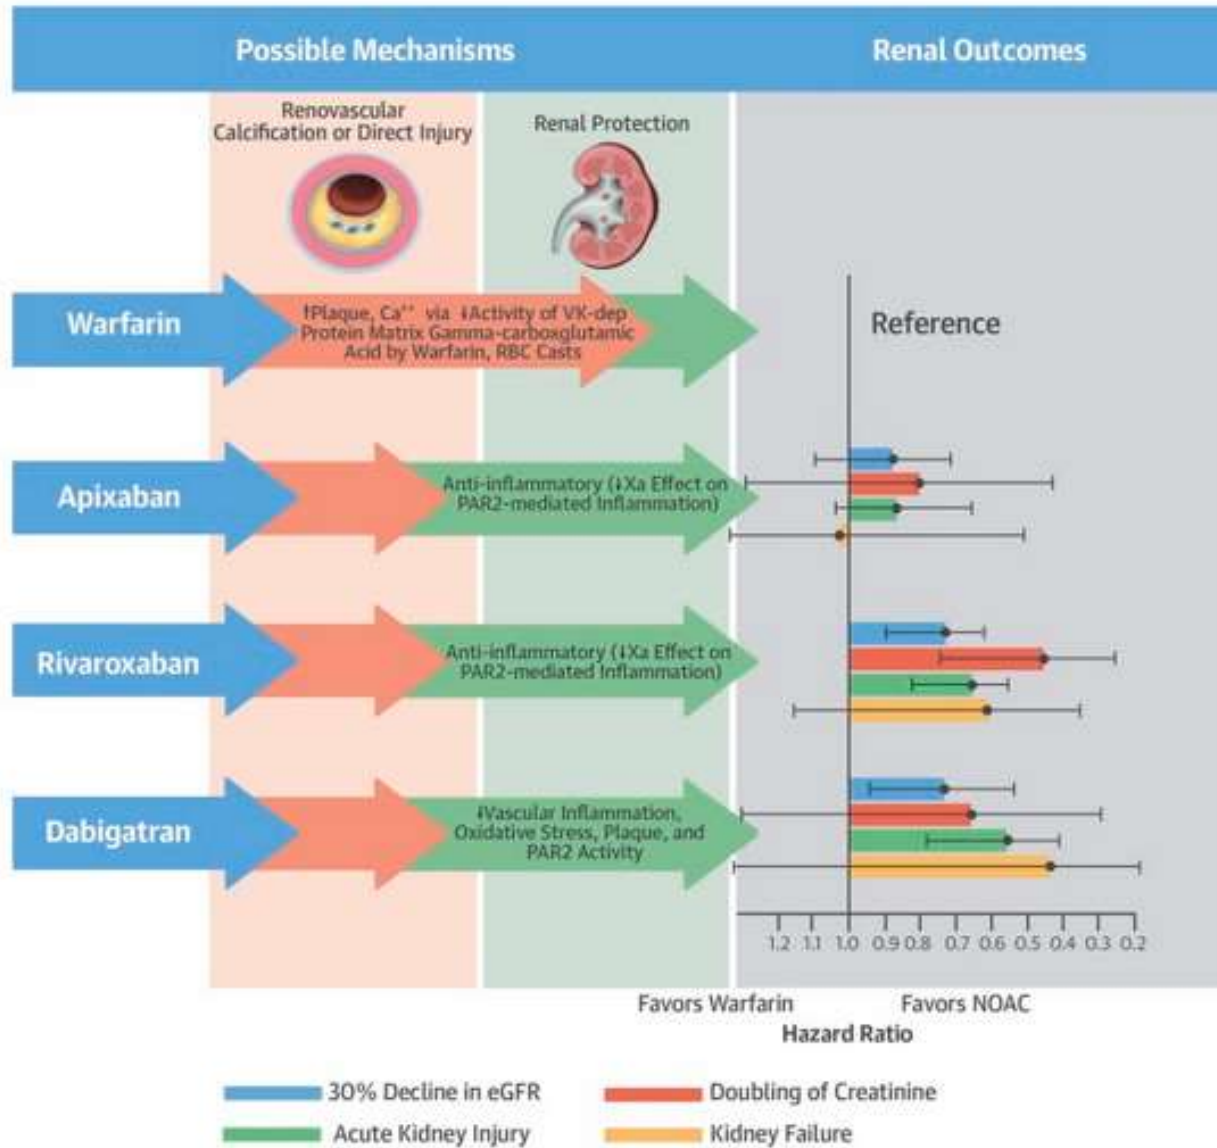 Possible Mechanisms
Renal Outcomes
Renovascular
Calcification or Direct Injury
Renal Protection
Warfarin
↑Plaque, Ca⁺⁺ via ↓Activity of VK-dep
Protein Matrix Gamma-carboxglutamic
Acid by Warfarin, RBC Casts
Reference
Apixaban
Anti-inflammatory (↓Xa Effect on
PAR2-mediated Inflammation)
Rivaroxaban
Anti-inflammatory (↓Xa Effect on
PAR2-mediated Inflammation)
Dabigatran
↓Vascular Inflammation,
Oxidative Stress, Plaque, and
PAR2 Activity
1.2 1.1 1.0 0.9 0.8 0.7 0.6 0.5 0.4 0.3 0.2
Favors Warfarin
Favors NOAC
Hazard Ratio
30% Decline in eGFR
Doubling of Creatinine
Acute Kidney Injury
Kidney Failure